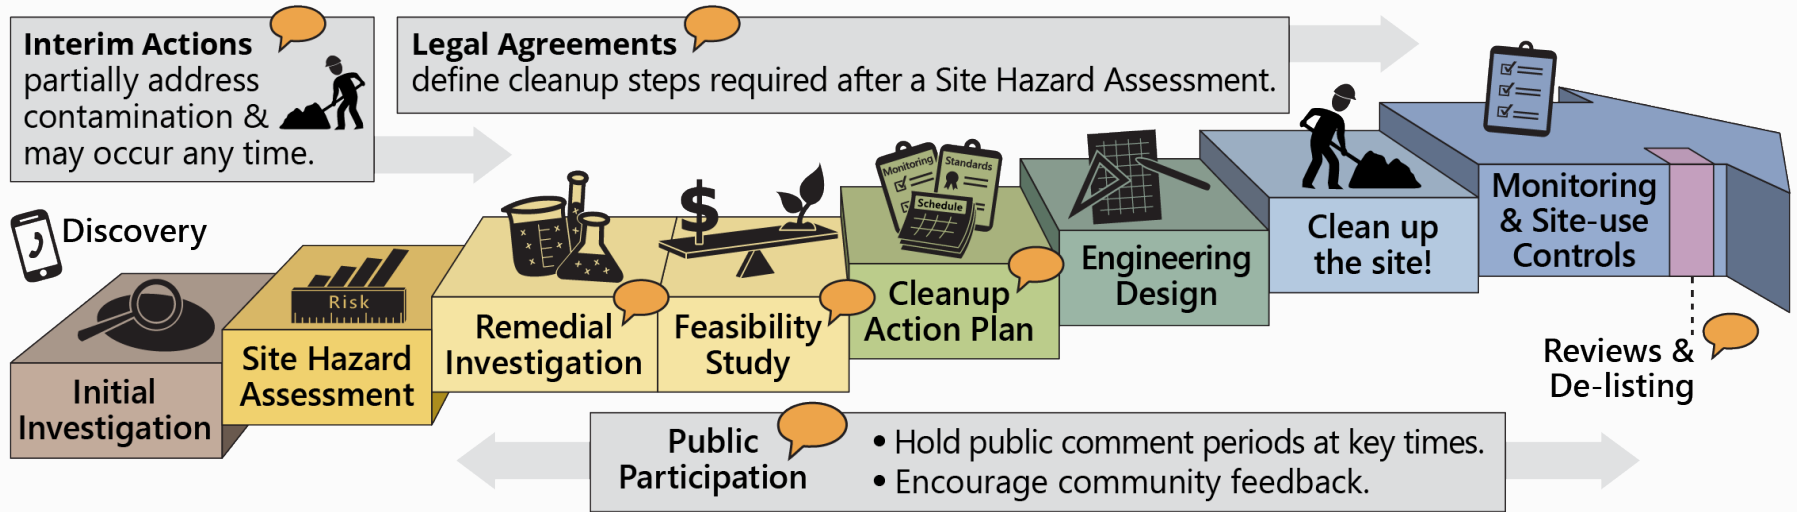 Interim Actions
partially address
contamination &
may occur any time.
Legal Agreements
define cleanup steps required after a Site Hazard Assessment.
Discovery
Initial
Investigation
Risk
Site Hazard
Assessment
Remedial
Investigation
$
Feasibility
Study
Monitoring
Standards
Schedule
Cleanup
Action Plan
Engineering
Design
Clean up
the site!
Monitoring
& Site-use
Controls
Reviews &
De-listing
Public
Participation
• Hold public comment periods at key times.
• Encourage community feedback.